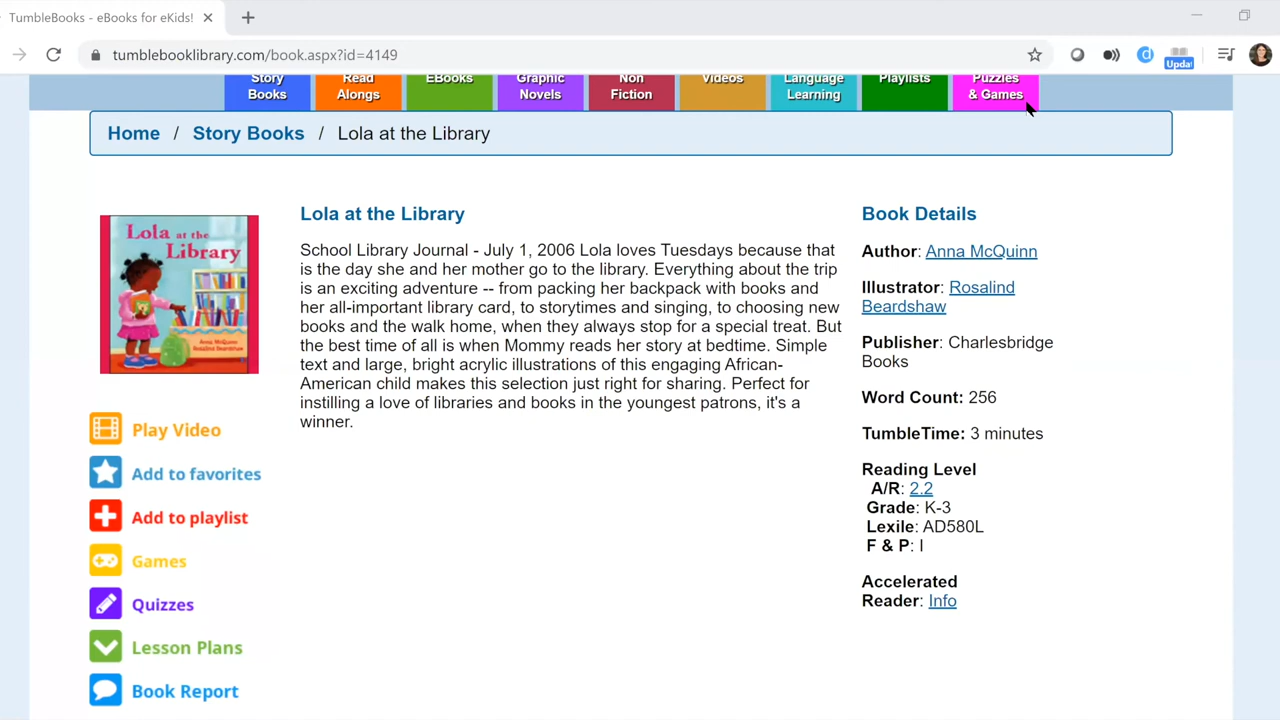 TumbleBooks - eBooks for eKids!
tumblebooklibrary.com/book.aspx?id=4149
Upda!
Story Books
Read Alongs
EBooks
Graphic Novels
Non Fiction
Videos
Language Learning
Playlists
Puzzles & Games
Home / Story Books / Lola at the Library
Lola at the Library
Anna McQuinn
Rosalind Beardshaw
Lola at the Library
School Library Journal - July 1, 2006 Lola loves Tuesdays because that
is the day she and her mother go to the library. Everything about the trip
is an exciting adventure -- from packing her backpack with books and
her all-important library card, to storytimes and singing, to choosing new
books and the walk home, when they always stop for a special treat. But
the best time of all is when Mommy reads her story at bedtime. Simple
text and large, bright acrylic illustrations of this engaging African-
American child makes this selection just right for sharing. Perfect for
instilling a love of libraries and books in the youngest patrons, it's a
winner.
Play Video
Add to favorites
Add to playlist
Games
Quizzes
Lesson Plans
Book Report
Book Details
Author: Anna McQuinn
Illustrator: Rosalind
Beardshaw
Publisher: Charlesbridge
Books
Word Count: 256
TumbleTime: 3 minutes
Reading Level
A/R: 2.2
Grade: K-3
Lexile: AD580L
F & P: I
Accelerated
Reader: Info